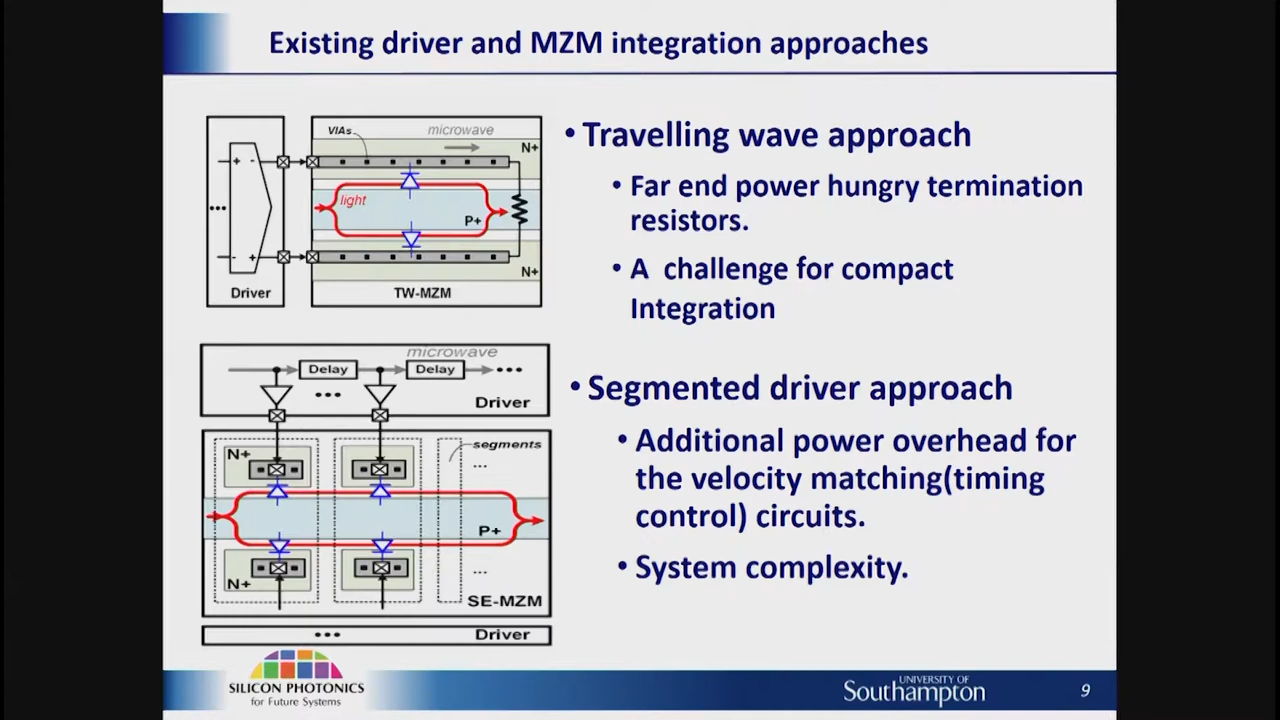 Existing driver and MZM integration approaches
VIAs
microwave
N+
+ -
light
P+
- +
N+
Driver
TW-MZM
• Travelling wave approach
• Far end power hungry termination
resistors.
• A challenge for compact
Integration
microwave
Delay
Delay
Driver
segments
N+
P+
N+
SE-MZM
Driver
• Segmented driver approach
• Additional power overhead for
the velocity matching(timing
control) circuits.
• System complexity.
SILICON PHOTONICS
for Future Systems
UNIVERSITY OF
Southampton
9